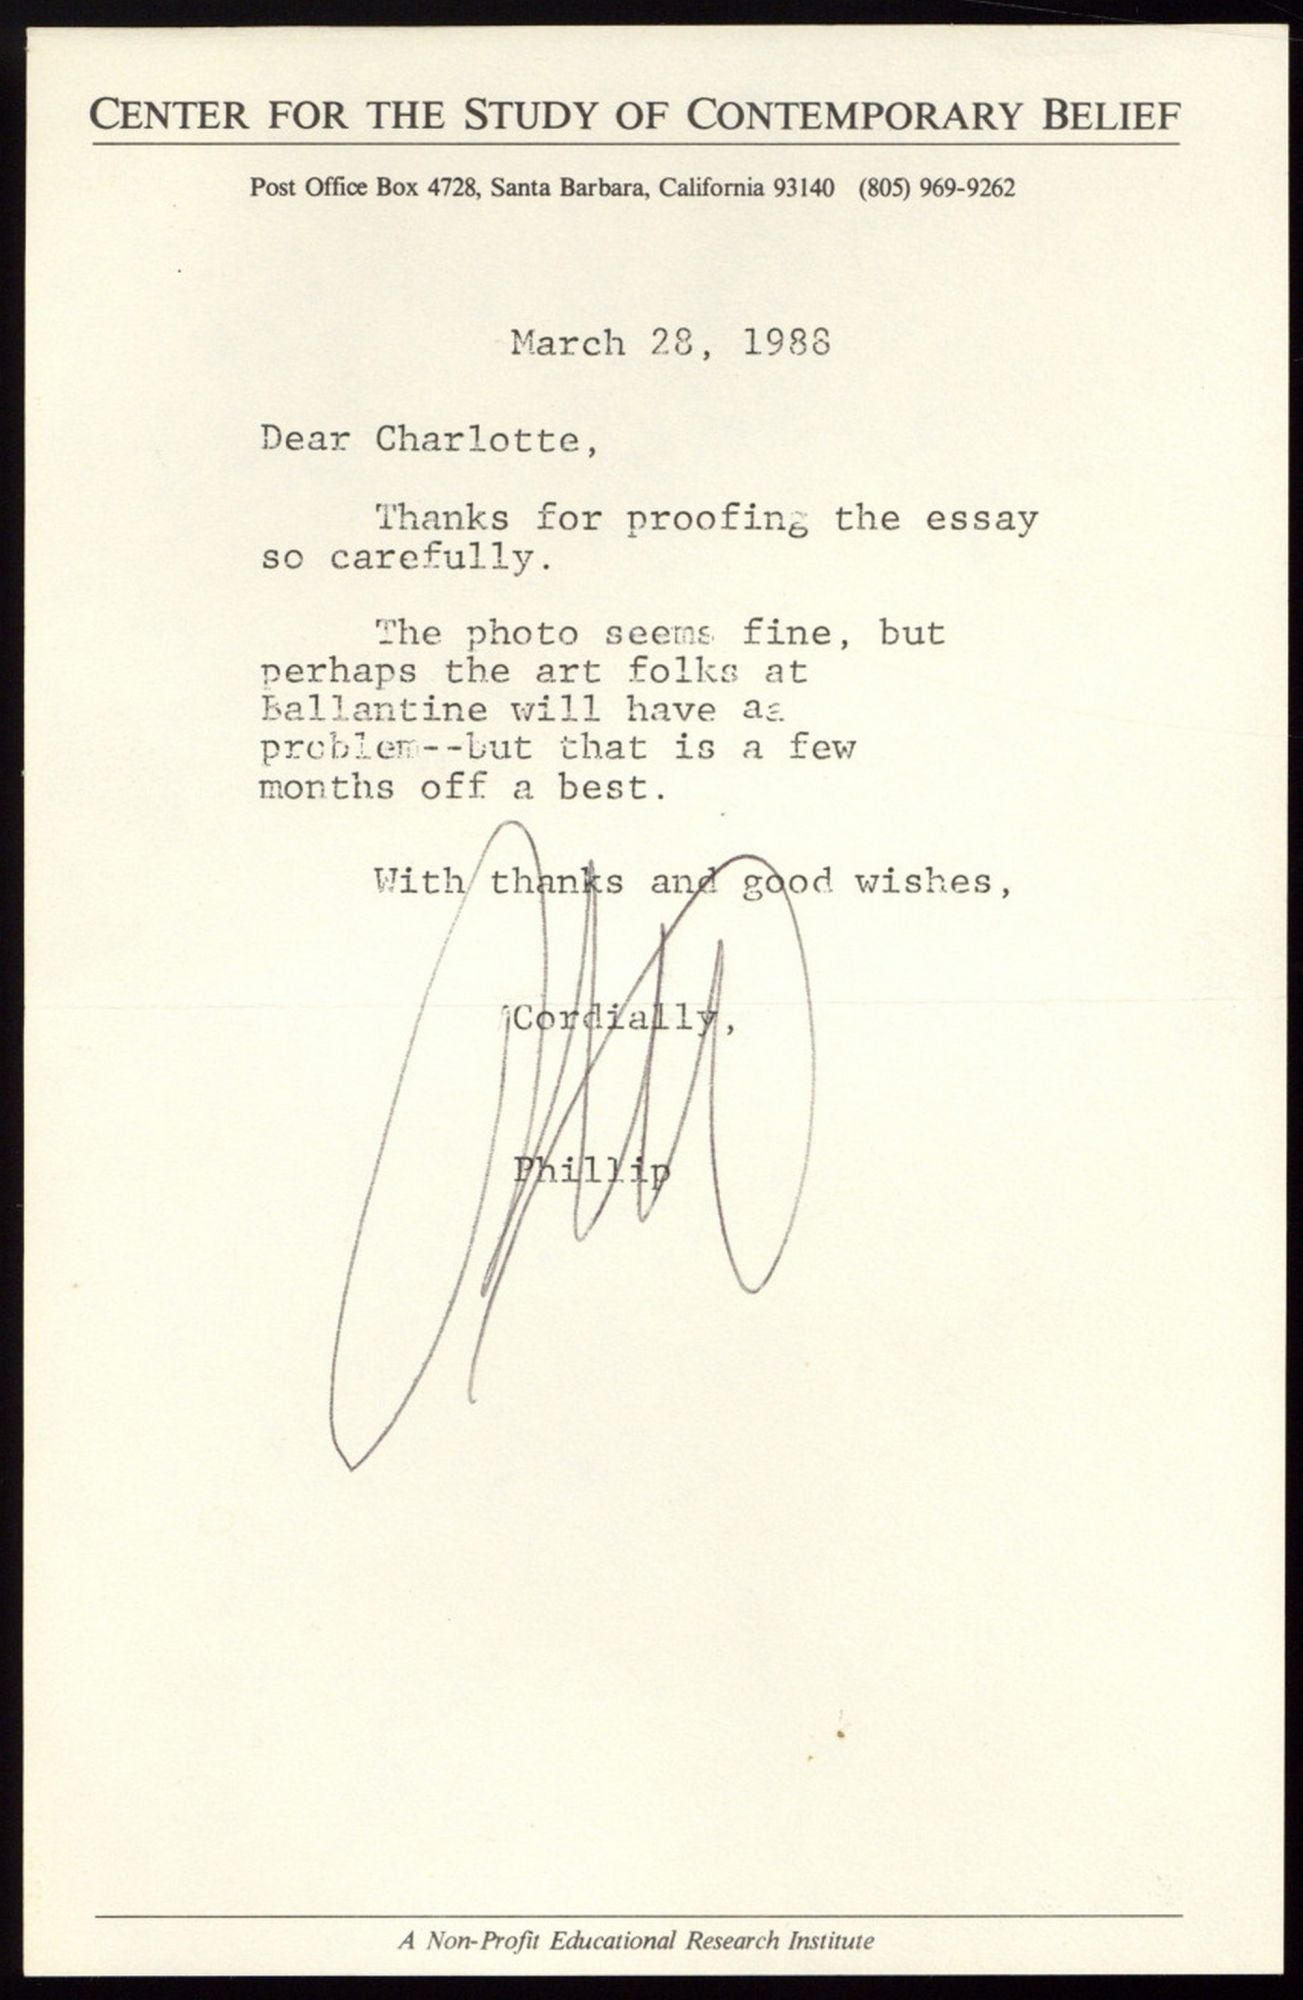 CENTER FOR THE STUDY OF CONTEMPORARY BELIEF
Post Office Box 4728, Santa Barbara, California 93140 (805) 969-9262
March 28, 1988
Dear Charlotte,
Thanks for proofing the essay
so carefully.
The photo seems fine, but
perhaps the art folks at
Ballantine will have as
problem--but that is a few
months off a best.
With thanks and good wishes,
Cordially,
Phillip
A Non-Profit Educational Research Institute